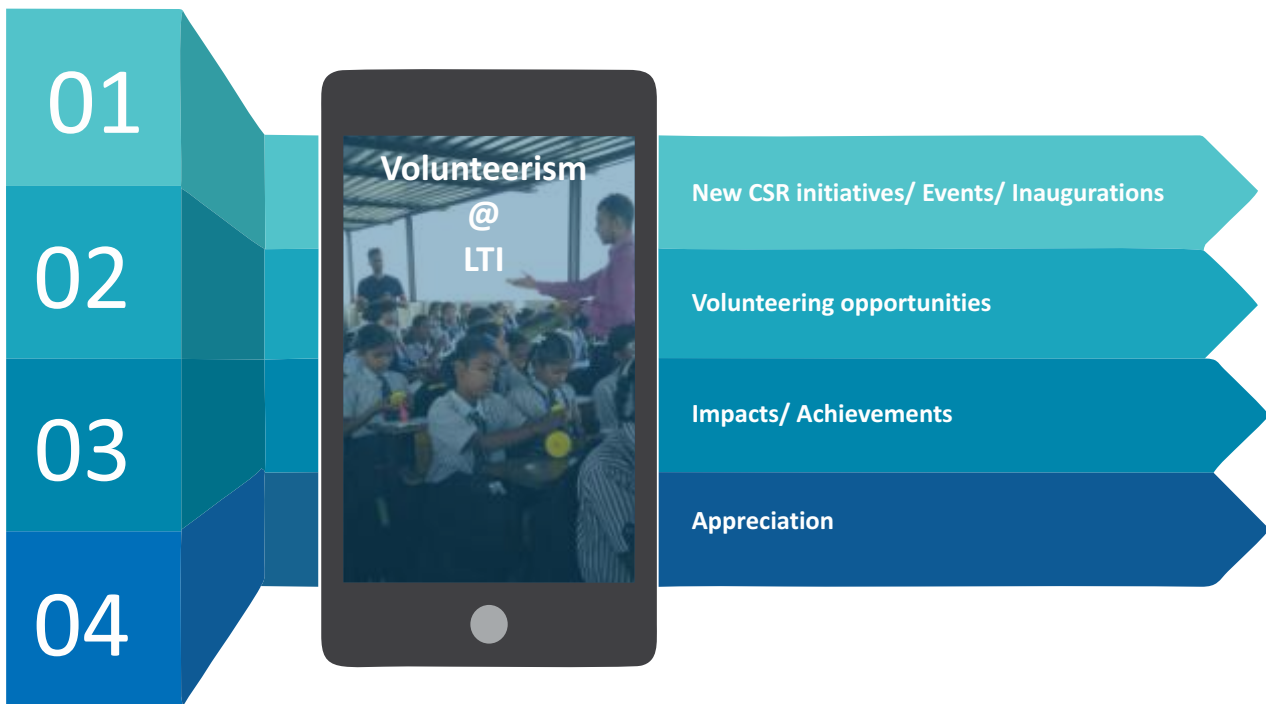 01
02
03
04
Volunteerism
@
LTI
New CSR initiatives/ Events/ Inaugurations
Volunteering opportunities
Impacts/ Achievements
Appreciation